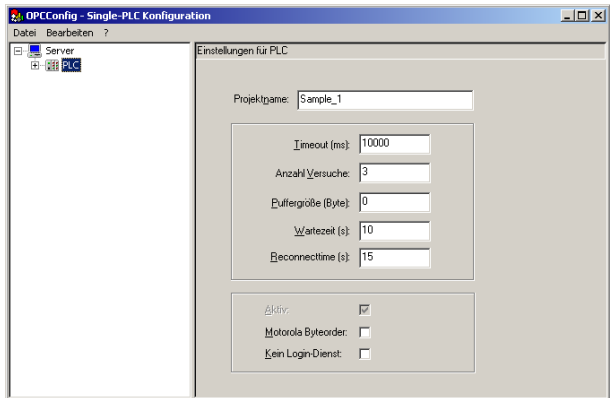 OPCConfig - Single-PLC Konfiguration
Datei Bearbeiten ?
Server
PLC
Einstellungen für PLC
Projektname: Sample_1
Timeout (ms): 10000
Anzahl Versuche: 3
Puffergröße (Byte): 0
Wartezeit (s): 10
Reconnecttime (s): 15
Aktiv:
Motorola Byteorder:
Kein Login-Dienst: